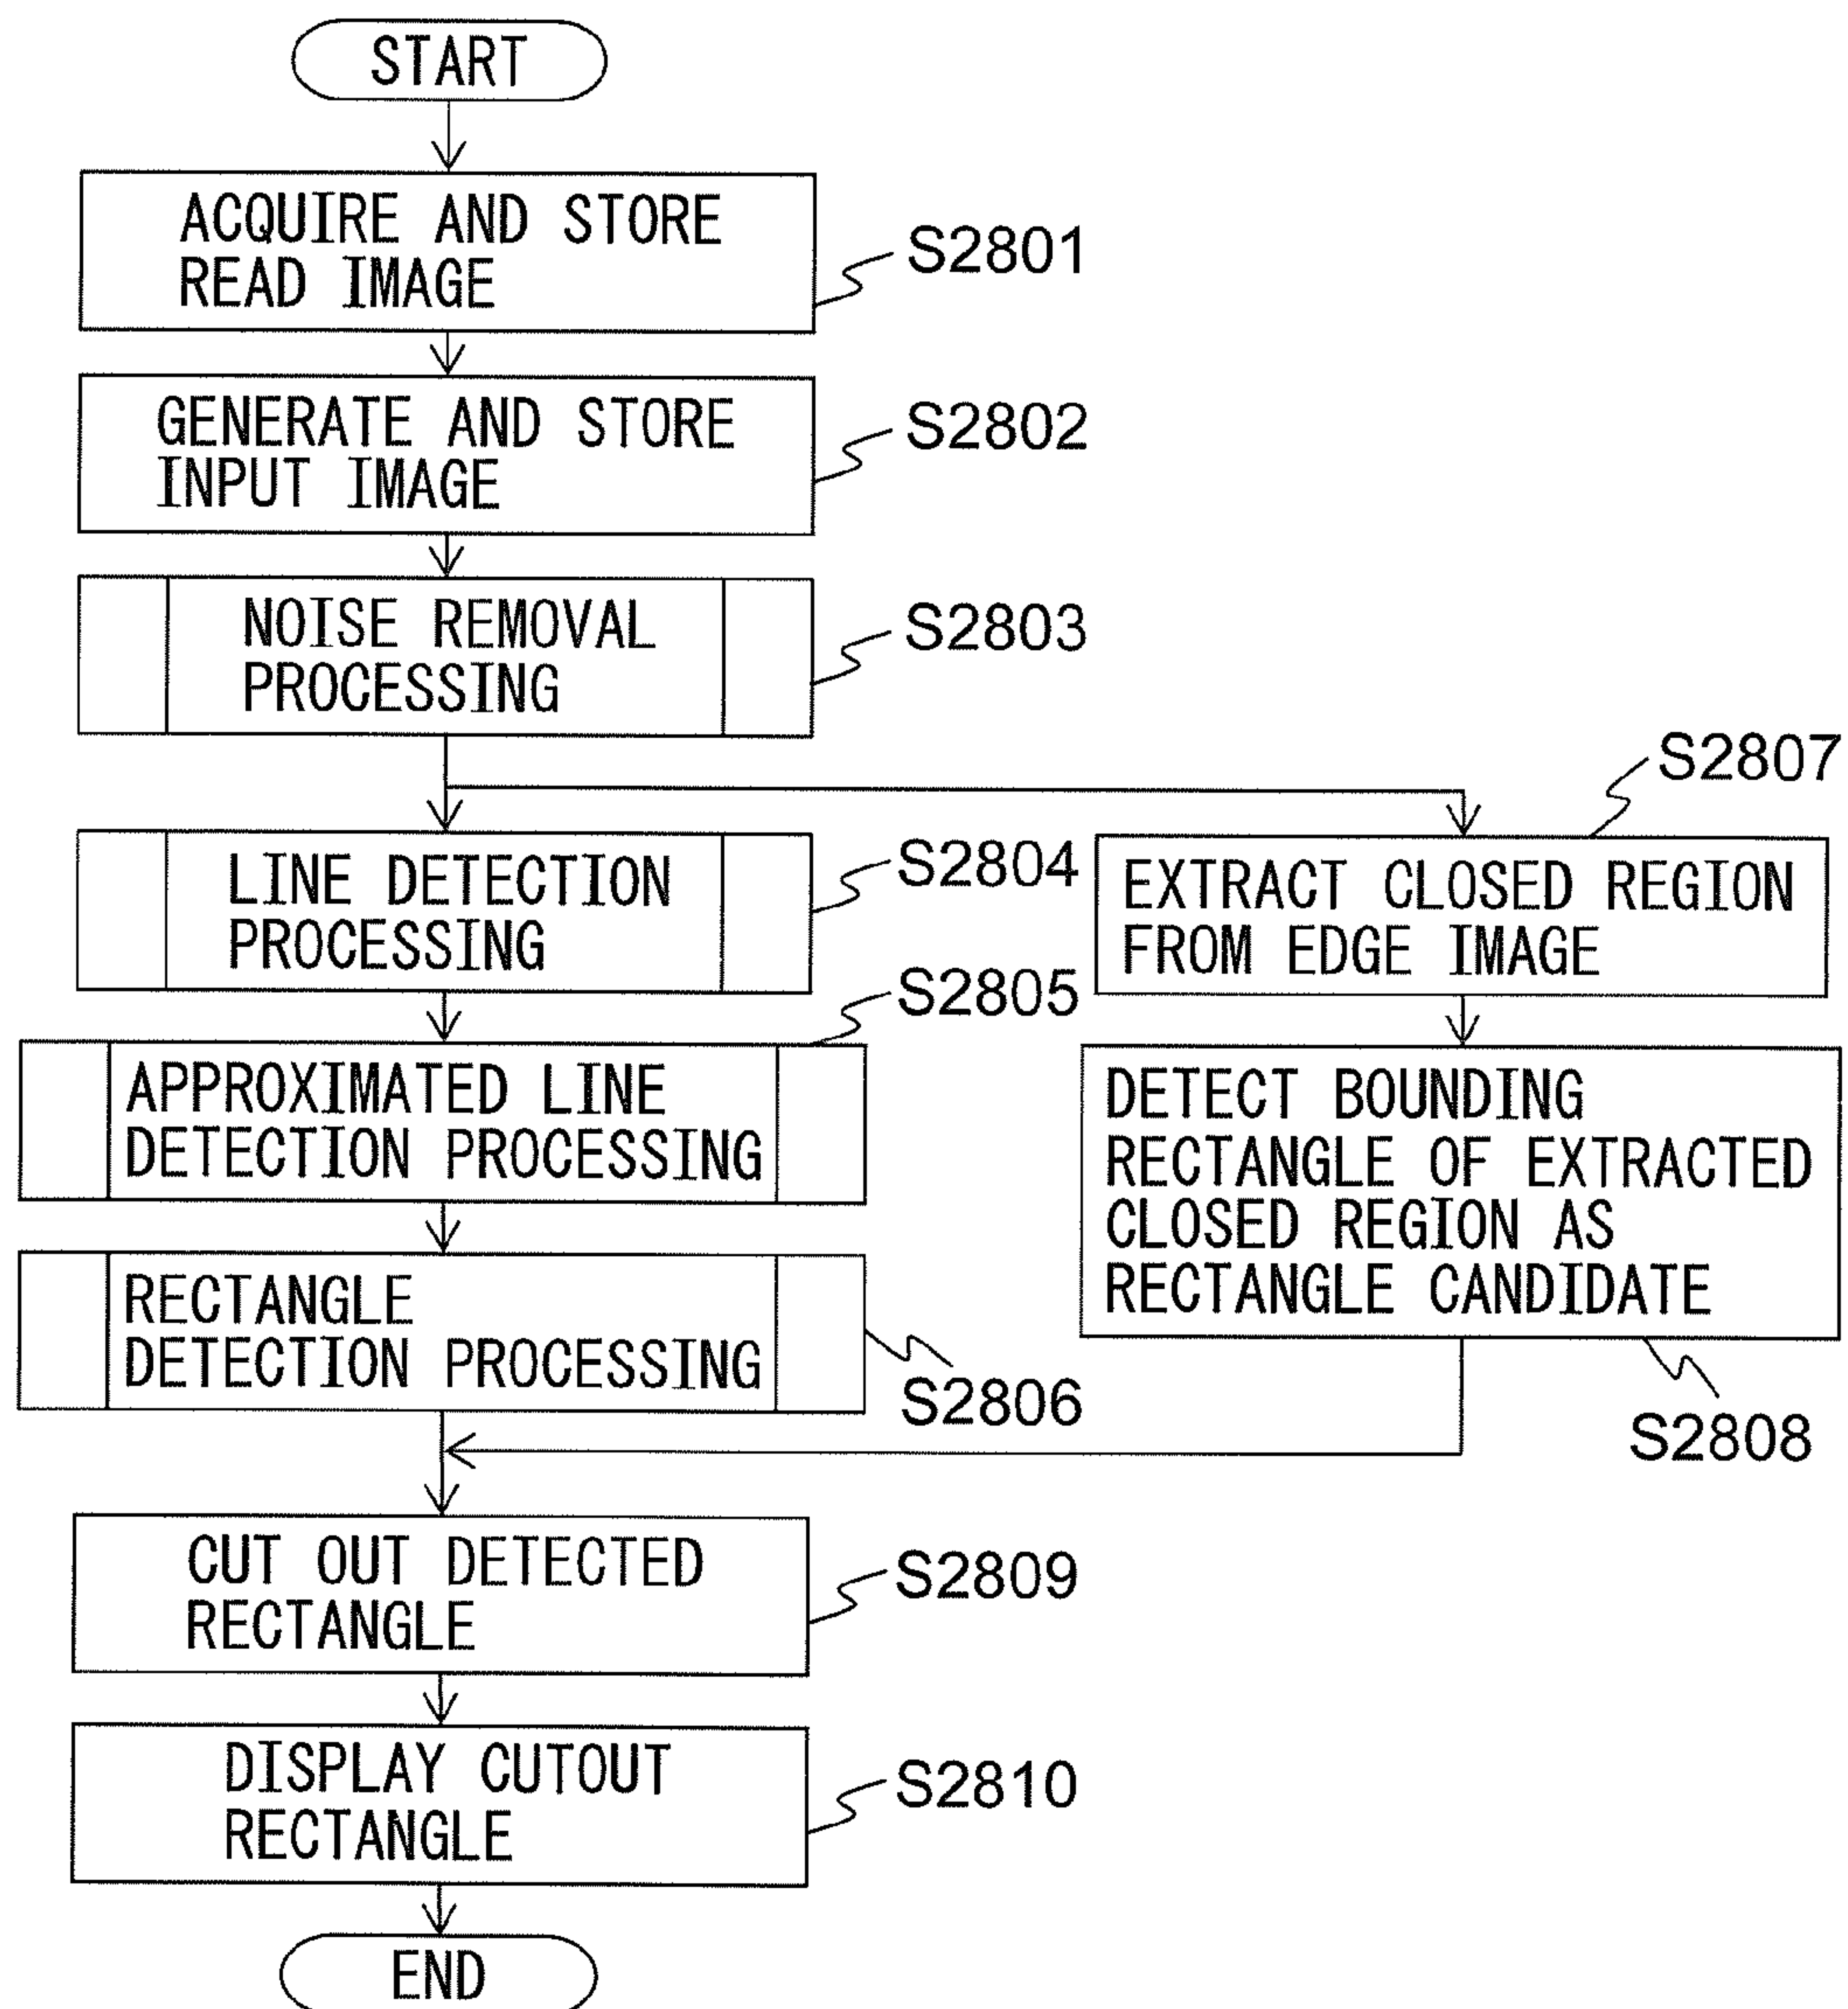 START
ACQUIRE AND STORE
READ IMAGE
S2801
GENERATE AND STORE
INPUT IMAGE
S2802
NOISE REMOVAL
PROCESSING
S2803
LINE DETECTION
PROCESSING
S2804
APPROXIMATED LINE
DETECTION PROCESSING
S2805
RECTANGLE
DETECTION PROCESSING
S2806
S2807
EXTRACT CLOSED REGION
FROM EDGE IMAGE
DETECT BOUNDING
RECTANGLE OF EXTRACTED
CLOSED REGION AS
RECTANGLE CANDIDATE
S2808
CUT OUT DETECTED
RECTANGLE
S2809
DISPLAY CUTOUT
RECTANGLE
S2810
END